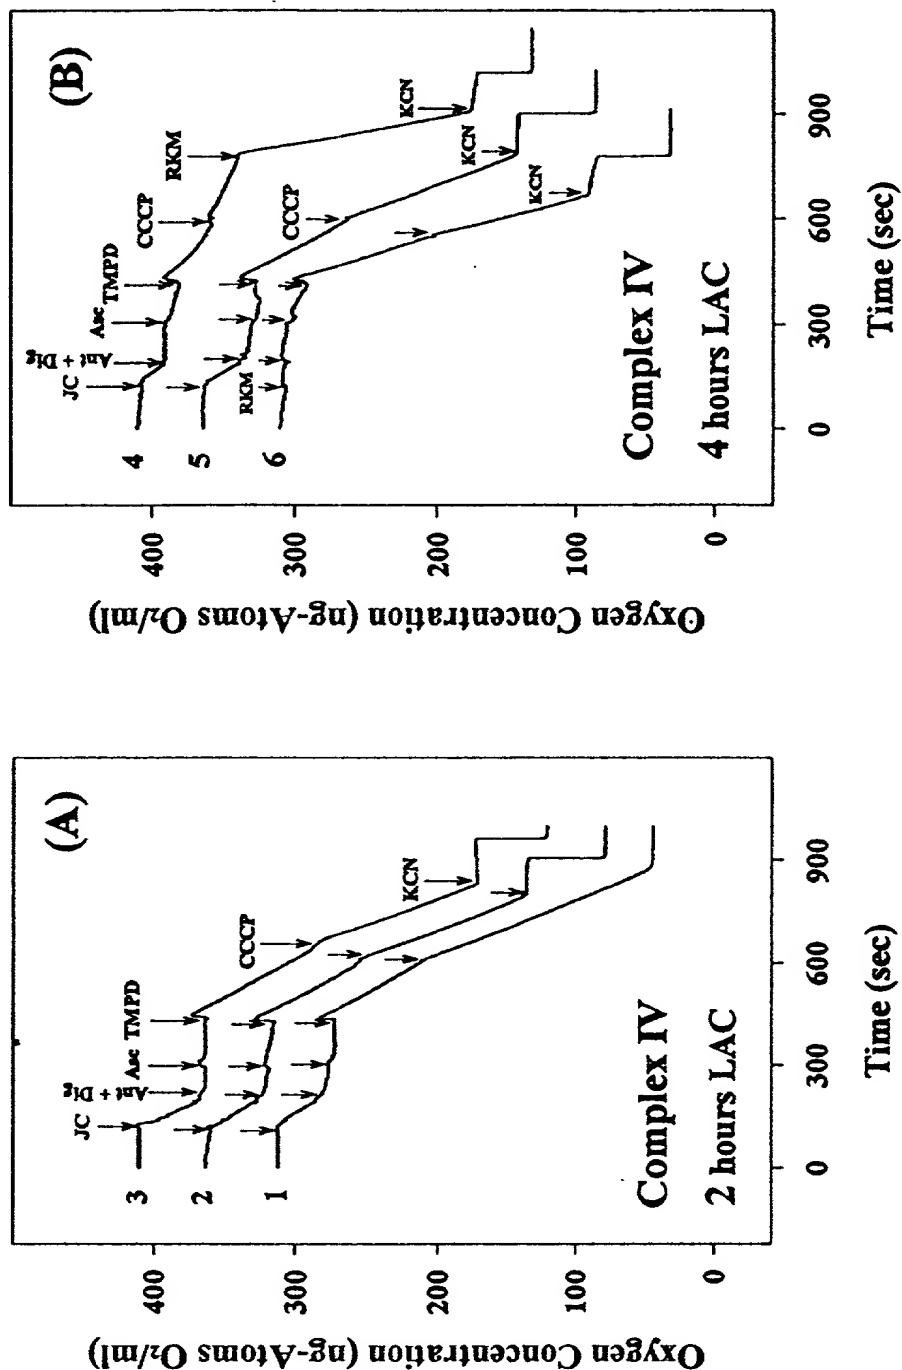 (A)
JC
Ant + Dig
Asc
TMPD
CCCP
KCN
3
2
1
Complex IV
2 hours LAC
400
300
200
100
0
0
300
600
900
Time (sec)
Oxygen Concentration (ng-Atoms O₂/ml)
(B)
JC
Ant + Dig
Asc
TMPD
CCCP
RKM
KCN
4
5
CCCP
KCN
6
RKM
KCN
Complex IV
4 hours LAC
400
300
200
100
0
0
300
600
900
Time (sec)
Oxygen Concentration (ng-Atoms O₂/ml)